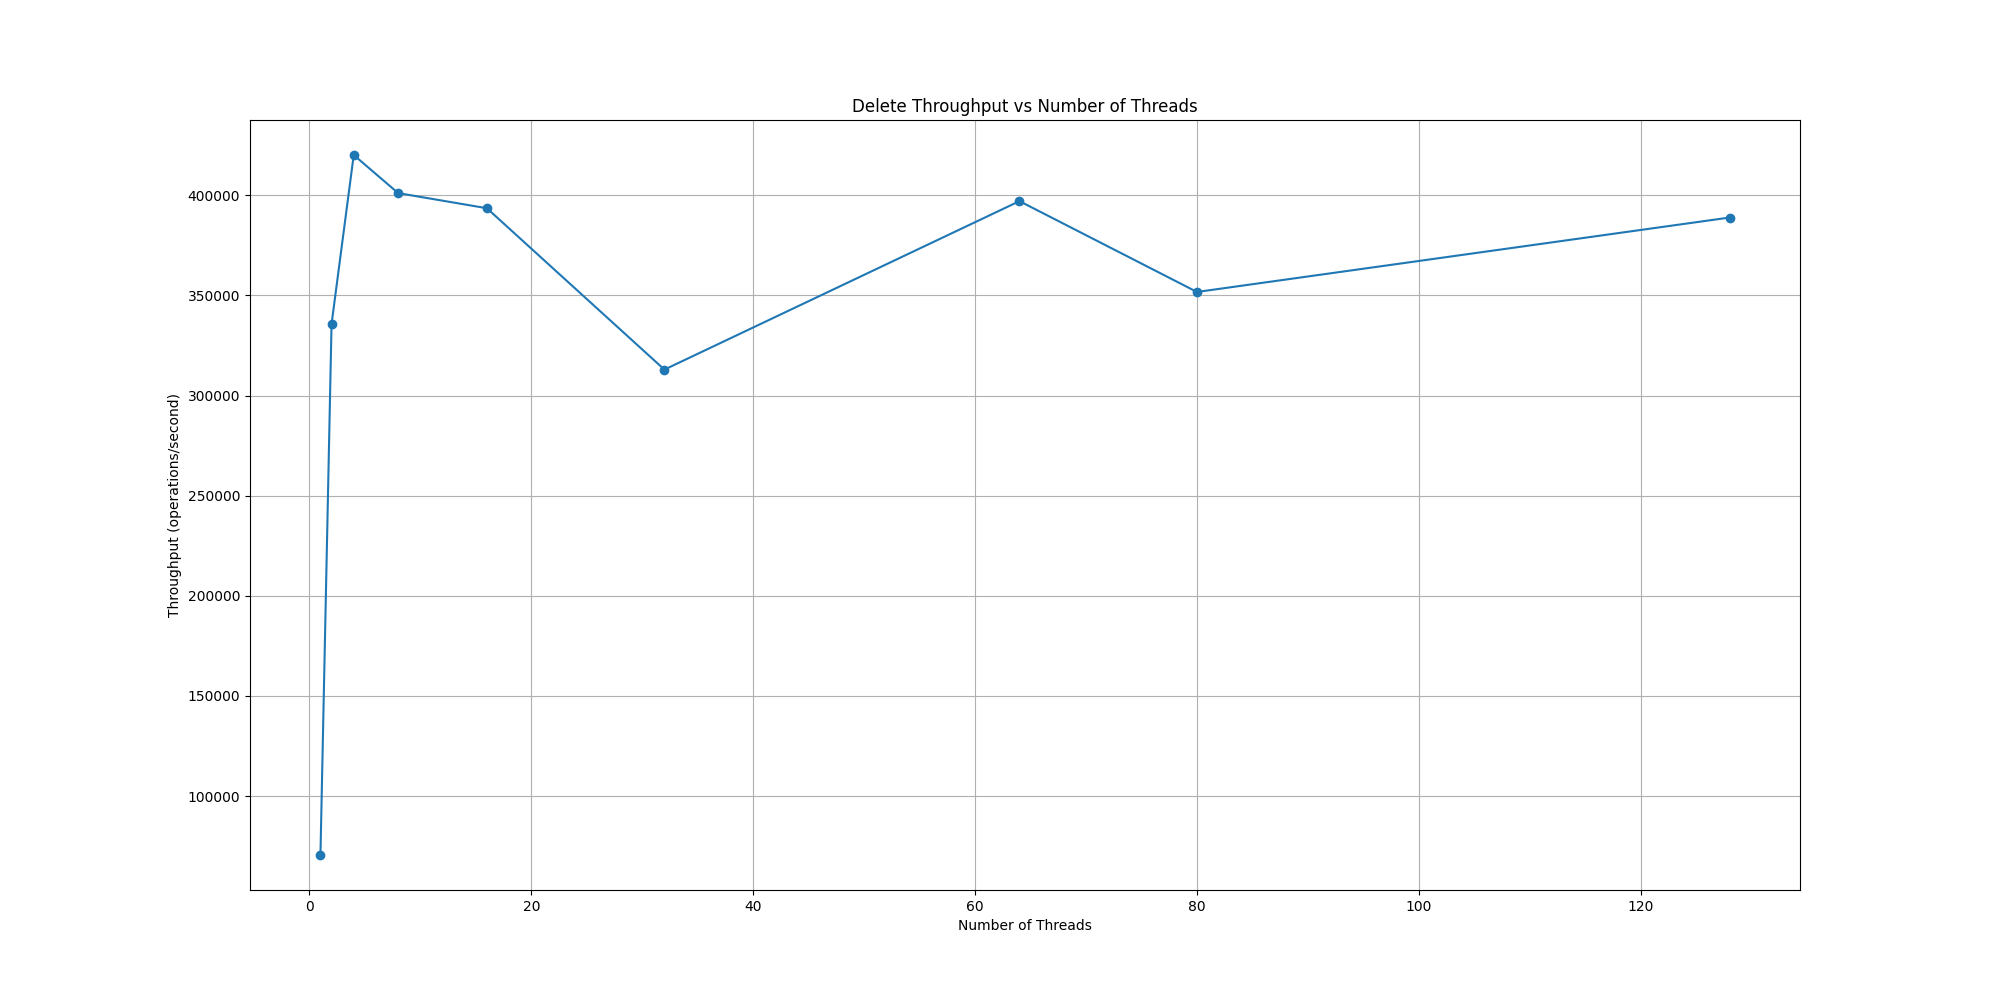 Delete Throughput vs Number of Threads
Throughput (operations/second)
400000
350000
300000
250000
200000
150000
100000
0 20 40 60 80 100 120
Number of Threads